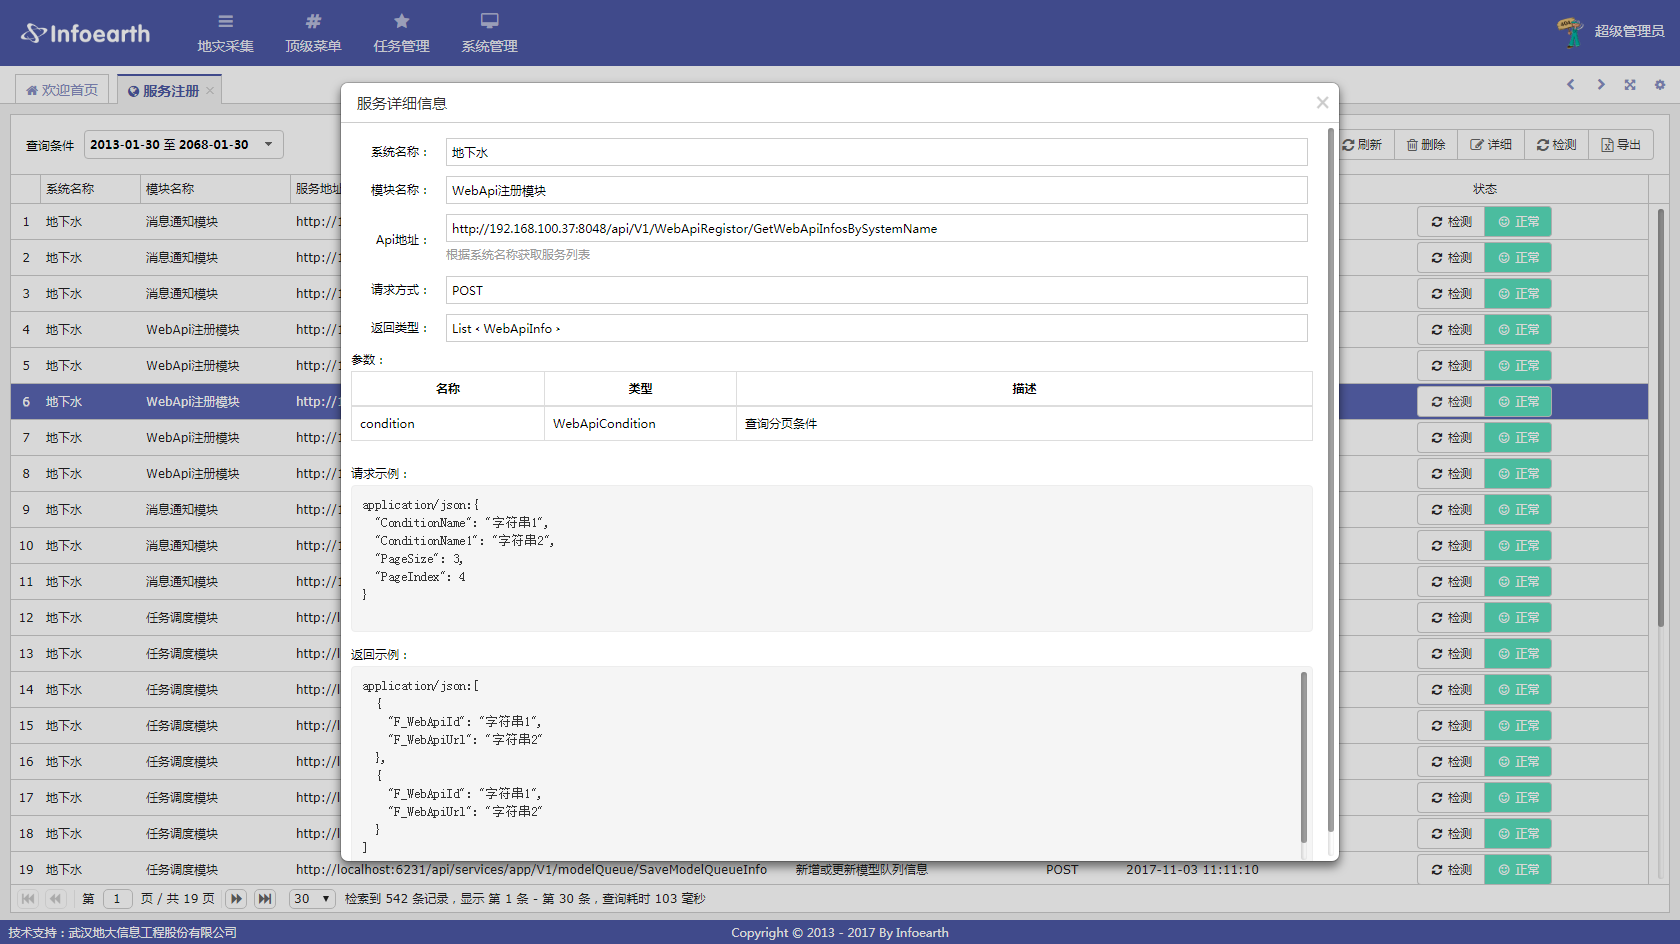 Infoearth
地灾采集 顶级菜单 任务管理 系统管理
超级管理员
欢迎首页 服务注册
查询条件 2013-01-30 至 2068-01-30
刷新 删除 详细 检测 导出
系统名称 模块名称 服务地址 状态
1 地下水 消息通知模块 http://1 检测 正常
2 地下水 消息通知模块 http://1 检测 正常
3 地下水 消息通知模块 http://1 检测 正常
4 地下水 WebApi注册模块 http://1 检测 正常
5 地下水 WebApi注册模块 http://1 检测 正常
6 地下水 WebApi注册模块 http://1 检测 正常
7 地下水 WebApi注册模块 http://1 检测 正常
8 地下水 WebApi注册模块 http://1 检测 正常
9 地下水 消息通知模块 http://1 检测 正常
10 地下水 消息通知模块 http://1 检测 正常
11 地下水 消息通知模块 http://1 检测 正常
12 地下水 任务调度模块 http://l 检测 正常
13 地下水 任务调度模块 http://l 检测 正常
14 地下水 任务调度模块 http://l 检测 正常
15 地下水 任务调度模块 http://l 检测 正常
16 地下水 任务调度模块 http://l 检测 正常
17 地下水 任务调度模块 http://l 检测 正常
18 地下水 任务调度模块 http://l 检测 正常
19 地下水 任务调度模块 http://localhost:6231/api/services/app/V1/modelQueue/SaveModelQueueInfo 新增或更新模型队列信息 POST 2017-11-03 11:11:10 检测 正常
服务详细信息
系统名称： 地下水
模块名称： WebApi注册模块
Api地址： http://192.168.100.37:8048/api/V1/WebApiRegistor/GetWebApiInfosBySystemName
根据系统名称获取服务列表
请求方式： POST
返回类型： List ‹ WebApiInfo ›
参数：
名称 类型 描述
condition WebApiCondition 查询分页条件
请求示例：
application/json:{
"ConditionName": "字符串1",
"ConditionName1": "字符串2",
"PageSize": 3,
"PageIndex": 4
}
返回示例：
application/json:[
{
"F_WebApiId": "字符串1",
"F_WebApiUrl": "字符串2"
},
{
"F_WebApiId": "字符串1",
"F_WebApiUrl": "字符串2"
}
]
第 1 页 / 共 19 页 30 检索到 542 条记录，显示 第 1 条 - 第 30 条，查询耗时 103 毫秒
技术支持：武汉地大信息工程股份有限公司 Copyright © 2013 - 2017 By Infoearth